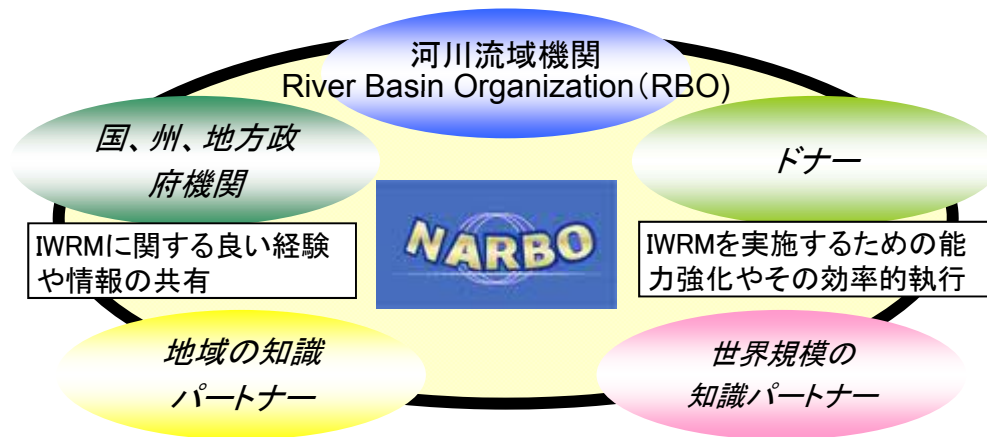 河川流域機関
River Basin Organization（RBO)
国、州、地方政
府機関
ドナー
IWRMに関する良い経験
や情報の共有
NARBO
IWRMを実施するための能
力強化やその効率的執行
地域の知識
パートナー
世界規模の
知識パートナー